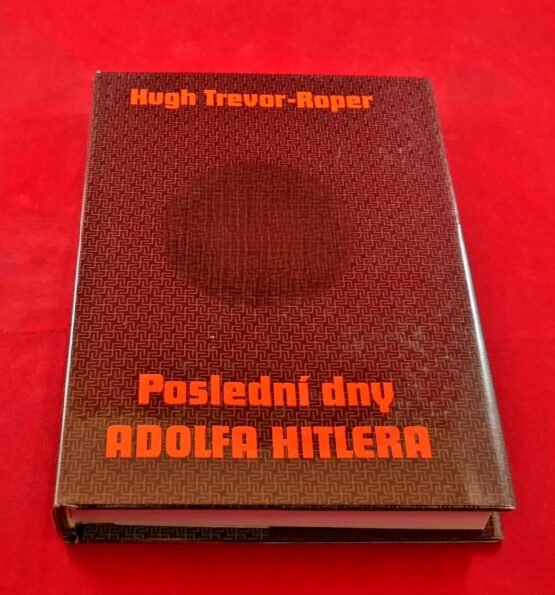 Hugh Trevor-Roper
Poslední dny
ADOLFA HITLERA